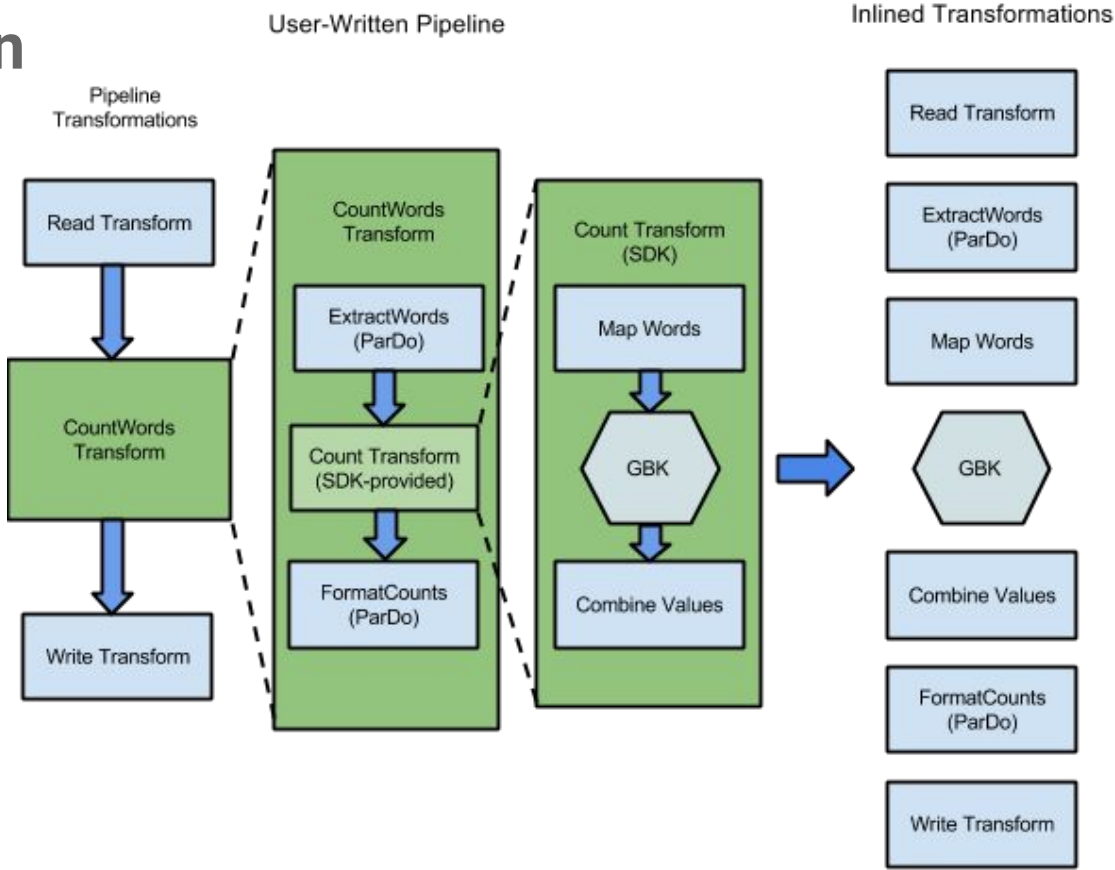 n
User-Written Pipeline
Inlined Transformations
Pipeline
Transformations
Read Transform
CountWords
Transform
Write Transform
CountWords
Transform
ExtractWords
(ParDo)
Count Transform
(SDK-provided)
FormatCounts
(ParDo)
Count Transform
(SDK)
Map Words
GBK
Combine Values
Read Transform
ExtractWords
(ParDo)
Map Words
GBK
Combine Values
FormatCounts
(ParDo)
Write Transform